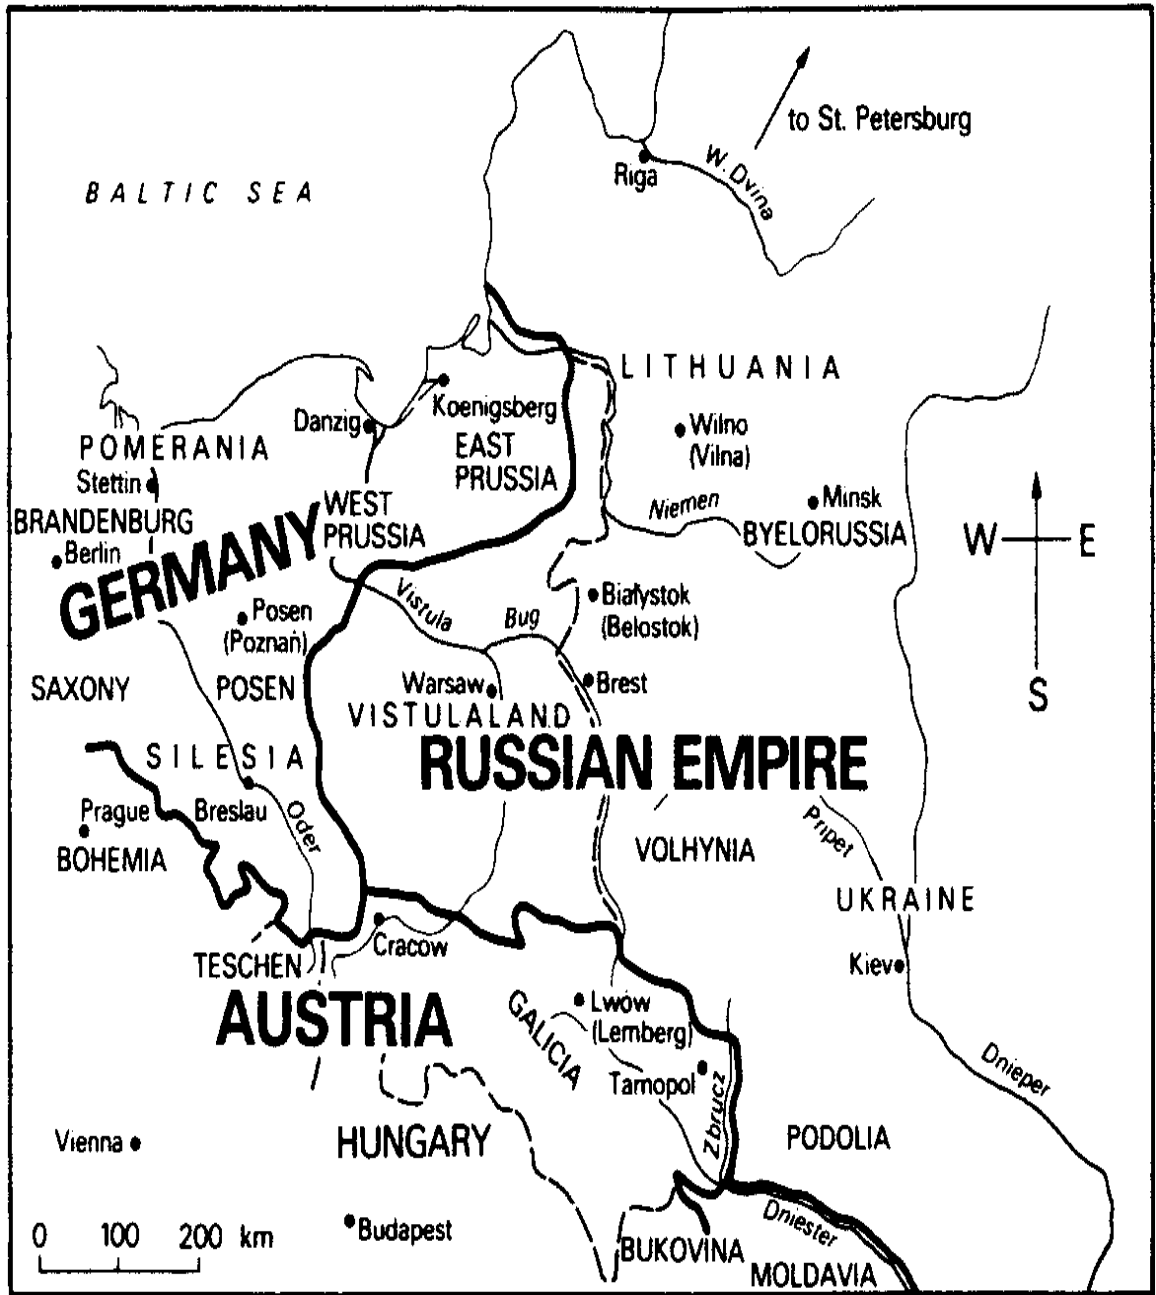 to St. Petersburg
Riga
W. Dvina
BALTIC SEA
LITHUANIA
Koenigsberg
Danzig
EAST
PRUSSIA
Wilno
(Vilna)
POMERANIA
Stettin
WEST
PRUSSIA
Niemen
Minsk
BRANDENBURG
Berlin
GERMANY
BYELORUSSIA
W
E
S
Posen
(Poznań)
Vistula
Bug
Białystok
(Belostok)
SAXONY
POSEN
Warsaw
Brest
VISTULALAND
SILESIA
RUSSIAN EMPIRE
Prague
Breslau
Oder
BOHEMIA
VOLHYNIA
Pripet
UKRAINE
Cracow
Kiev
TESCHEN
AUSTRIA
GALICIA
Lwów
(Lemberg)
Tarnopol
Zbrucz
Dnieper
Vienna
HUNGARY
PODOLIA
Budapest
Dniester
BUKOVINA
MOLDAVIA
0 100 200 km